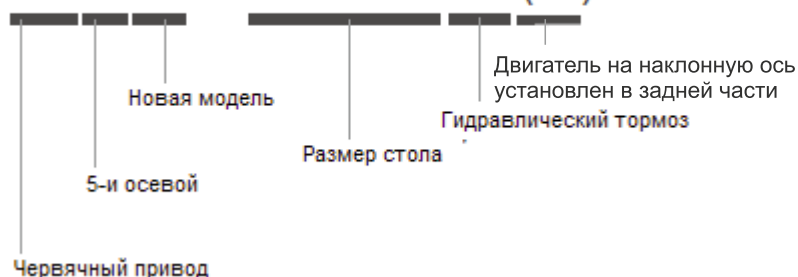 Двигатель на наклонную ось
установлен в задней части
Новая модель
Гидравлический тормоз
Размер стола
5-и осевой
Червячный привод